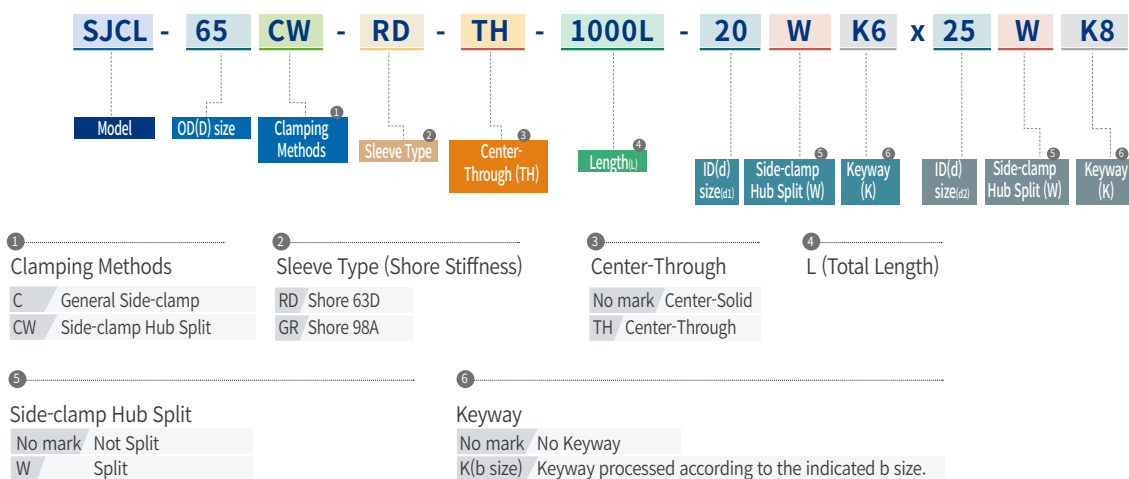 SJCL - 65 CW - RD - TH - 1000L - 20 W K6 x 25 W K8
Model
OD(D) size
Clamping
Methods
1
Sleeve Type
2
Center-
Through (TH)
3
Length(L)
4
ID(d)
size(d1)
Side-clamp
Hub Split (W)
5
Keyway
(K)
6
ID(d)
size(d2)
Side-clamp
Hub Split (W)
5
Keyway
(K)
6
1
Clamping Methods
C General Side-clamp
CW Side-clamp Hub Split
2
Sleeve Type (Shore Stiffness)
RD Shore 63D
GR Shore 98A
3
Center-Through
No mark Center-Solid
TH Center-Through
4
L (Total Length)
5
Side-clamp Hub Split
No mark Not Split
W Split
6
Keyway
No mark No Keyway
K(b size) Keyway processed according to the indicated b size.